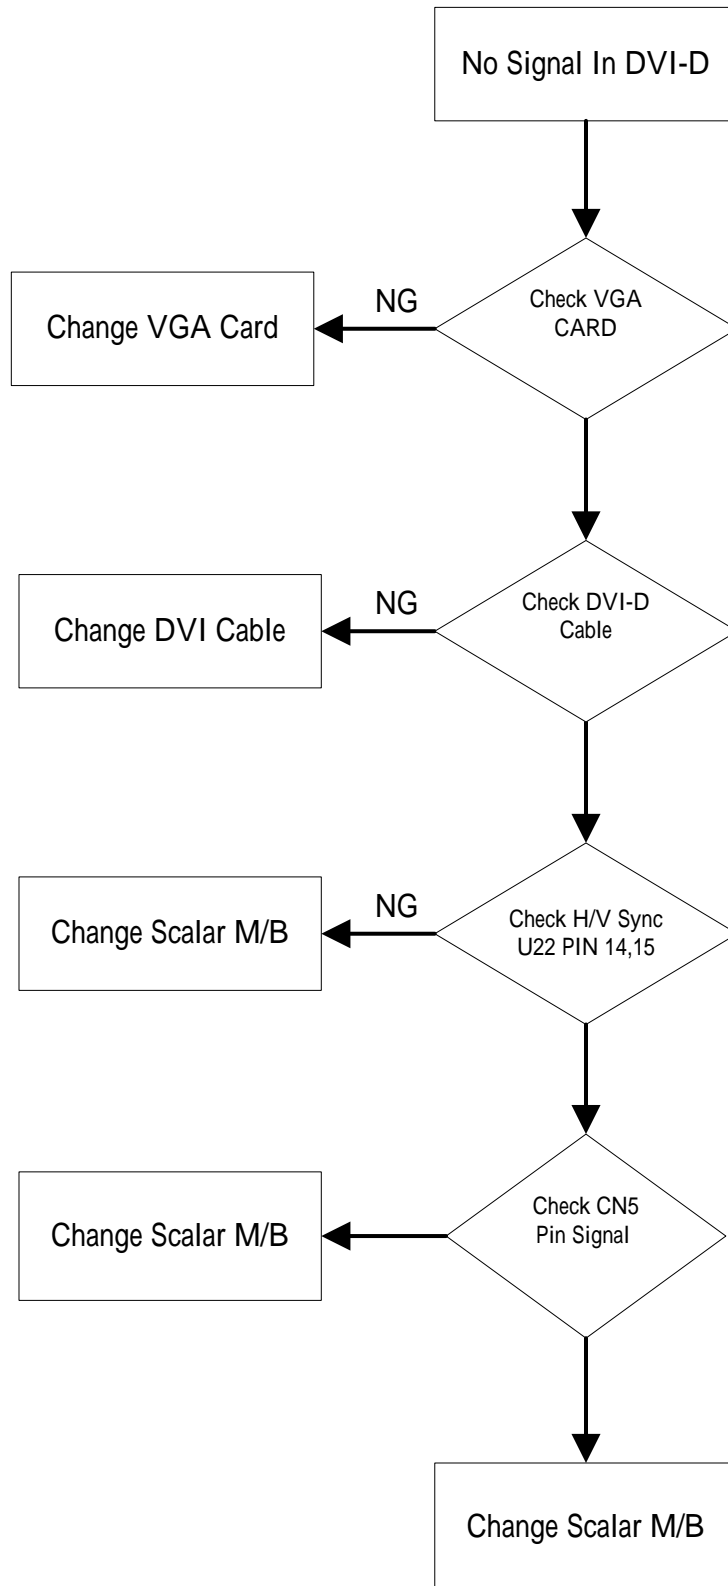 No Signal In DVI-D
Check VGA
CARD
NG
Change VGA Card
Check DVI-D
Cable
NG
Change DVI Cable
Check H/V Sync
U22 PIN 14,15
NG
Change Scalar M/B
Check CN5
Pin Signal
Change Scalar M/B
Change Scalar M/B